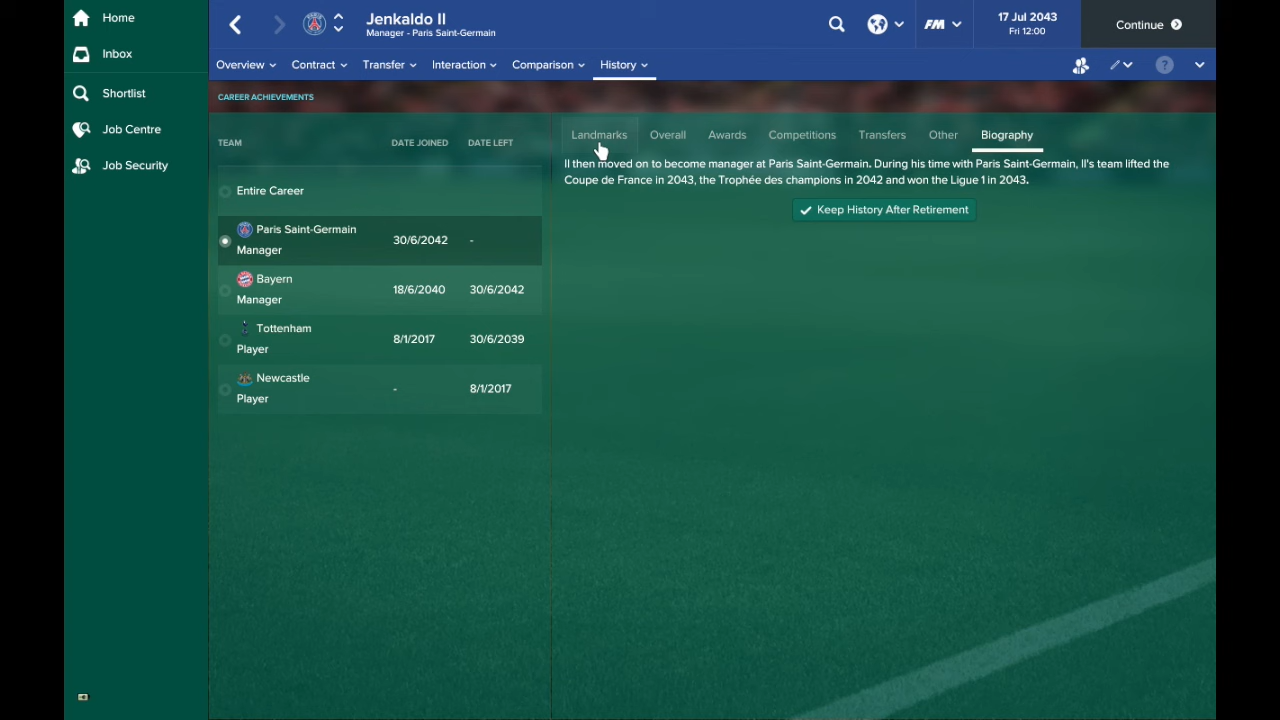 Home
Inbox
Shortlist
Job Centre
Job Security
Jenkaldo II
Manager - Paris Saint-Germain
FM
17 Jul 2043
Fri 12:00
Continue
Overview
Contract
Transfer
Interaction
Comparison
History
?
CAREER ACHIEVEMENTS
TEAM DATE JOINED DATE LEFT
Entire Career
Paris Saint-Germain
Manager
30/6/2042 -
Bayern
Manager
18/6/2040 30/6/2042
Tottenham
Player
8/1/2017 30/6/2039
Newcastle
Player
- 8/1/2017
Landmarks Overall Awards Competitions Transfers Other Biography
II then moved on to become manager at Paris Saint-Germain. During his time with Paris Saint-Germain, II's team lifted the
Coupe de France in 2043, the Trophée des champions in 2042 and won the Ligue 1 in 2043.
Keep History After Retirement